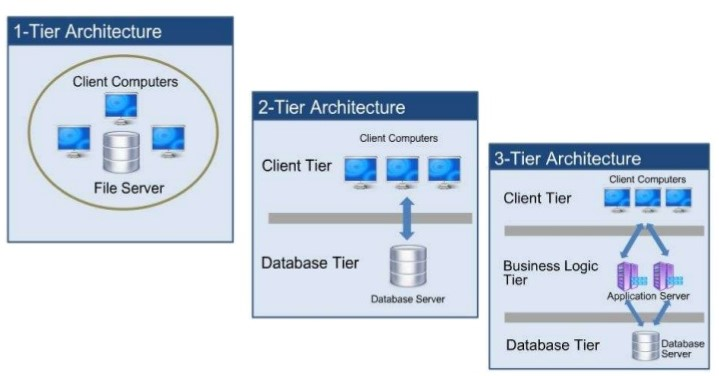 1-Tier Architecture
Client Computers
File Server
2-Tier Architecture
Client Computers
Client Tier
Database Tier
Database Server
3-Tier Architecture
Client Computers
Client Tier
Business Logic
Tier
Application Server
Database Tier
Database
Server